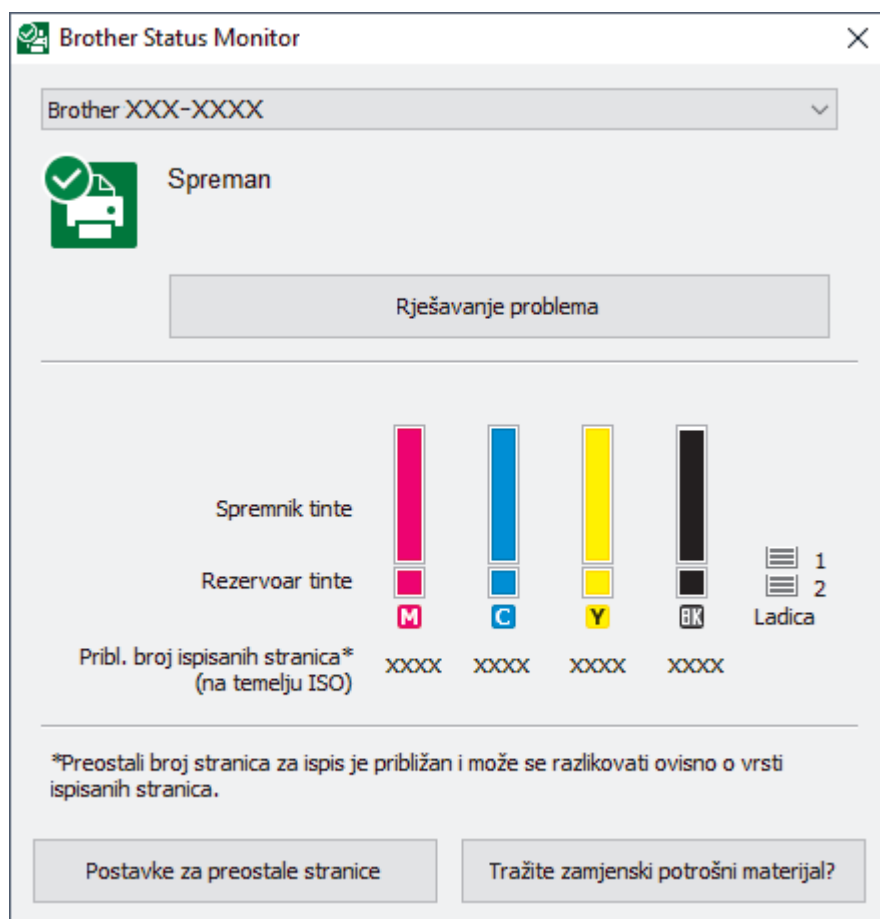 Brother Status Monitor
Brother XXX-XXXX
Spreman
Rješavanje problema
Spremnik tinte
1
Rezervoar tinte
2
M C Y BK Ladica
Pribl. broj ispisanih stranica*
(na temelju ISO)
XXXX XXXX XXXX XXXX
*Preostali broj stranica za ispis je približan i može se razlikovati ovisno o vrsti
ispisanih stranica.
Postavke za preostale stranice
Tražite zamjenski potrošni materijal?